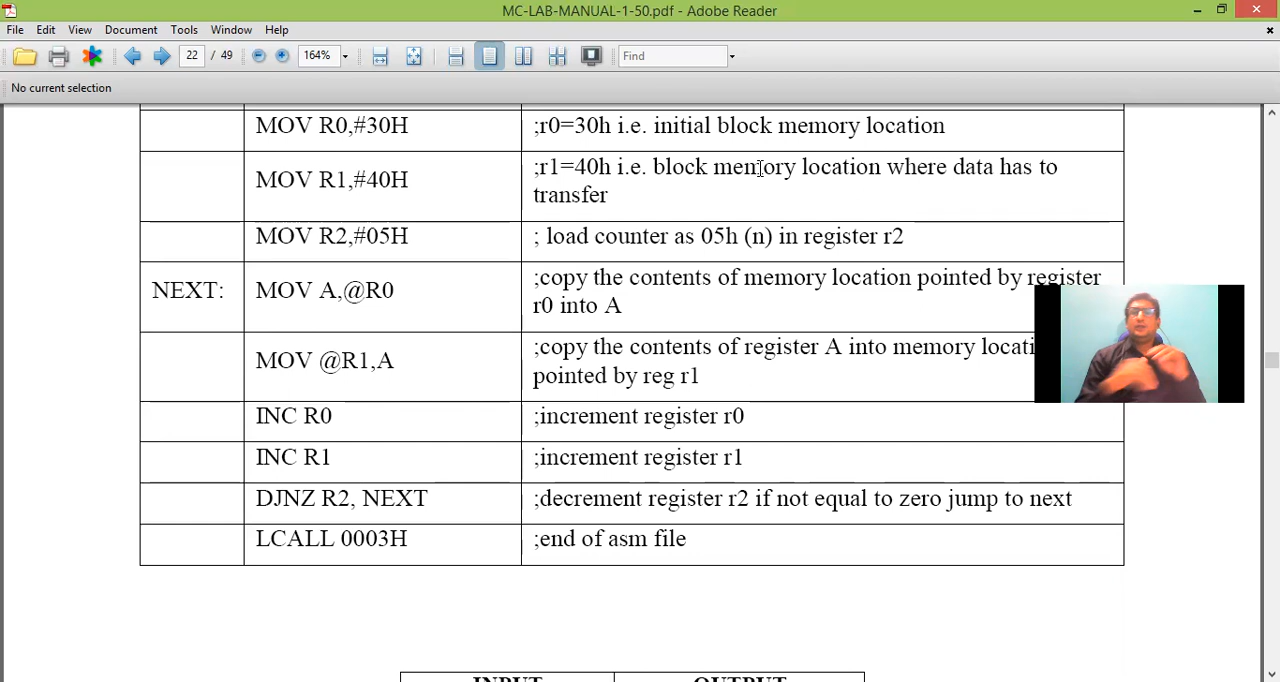 MC-LAB-MANUAL-1-50.pdf - Adobe Reader
File Edit View Document Tools Window Help
22 / 49 164% Find
No current selection
MOV R0,#30H ;r0=30h i.e. initial block memory location
MOV R1,#40H ;r1=40h i.e. block memory location where data has to
transfer
MOV R2,#05H ; load counter as 05h (n) in register r2
NEXT: MOV A,@R0 ;copy the contents of memory location pointed by register
r0 into A
MOV @R1,A ;copy the contents of register A into memory
pointed by reg r1
INC R0 ;increment register r0
INC R1 ;increment register r1
DJNZ R2, NEXT ;decrement register r2 if not equal to zero jump to next
LCALL 0003H ;end of asm file
INPUT OUTPUT